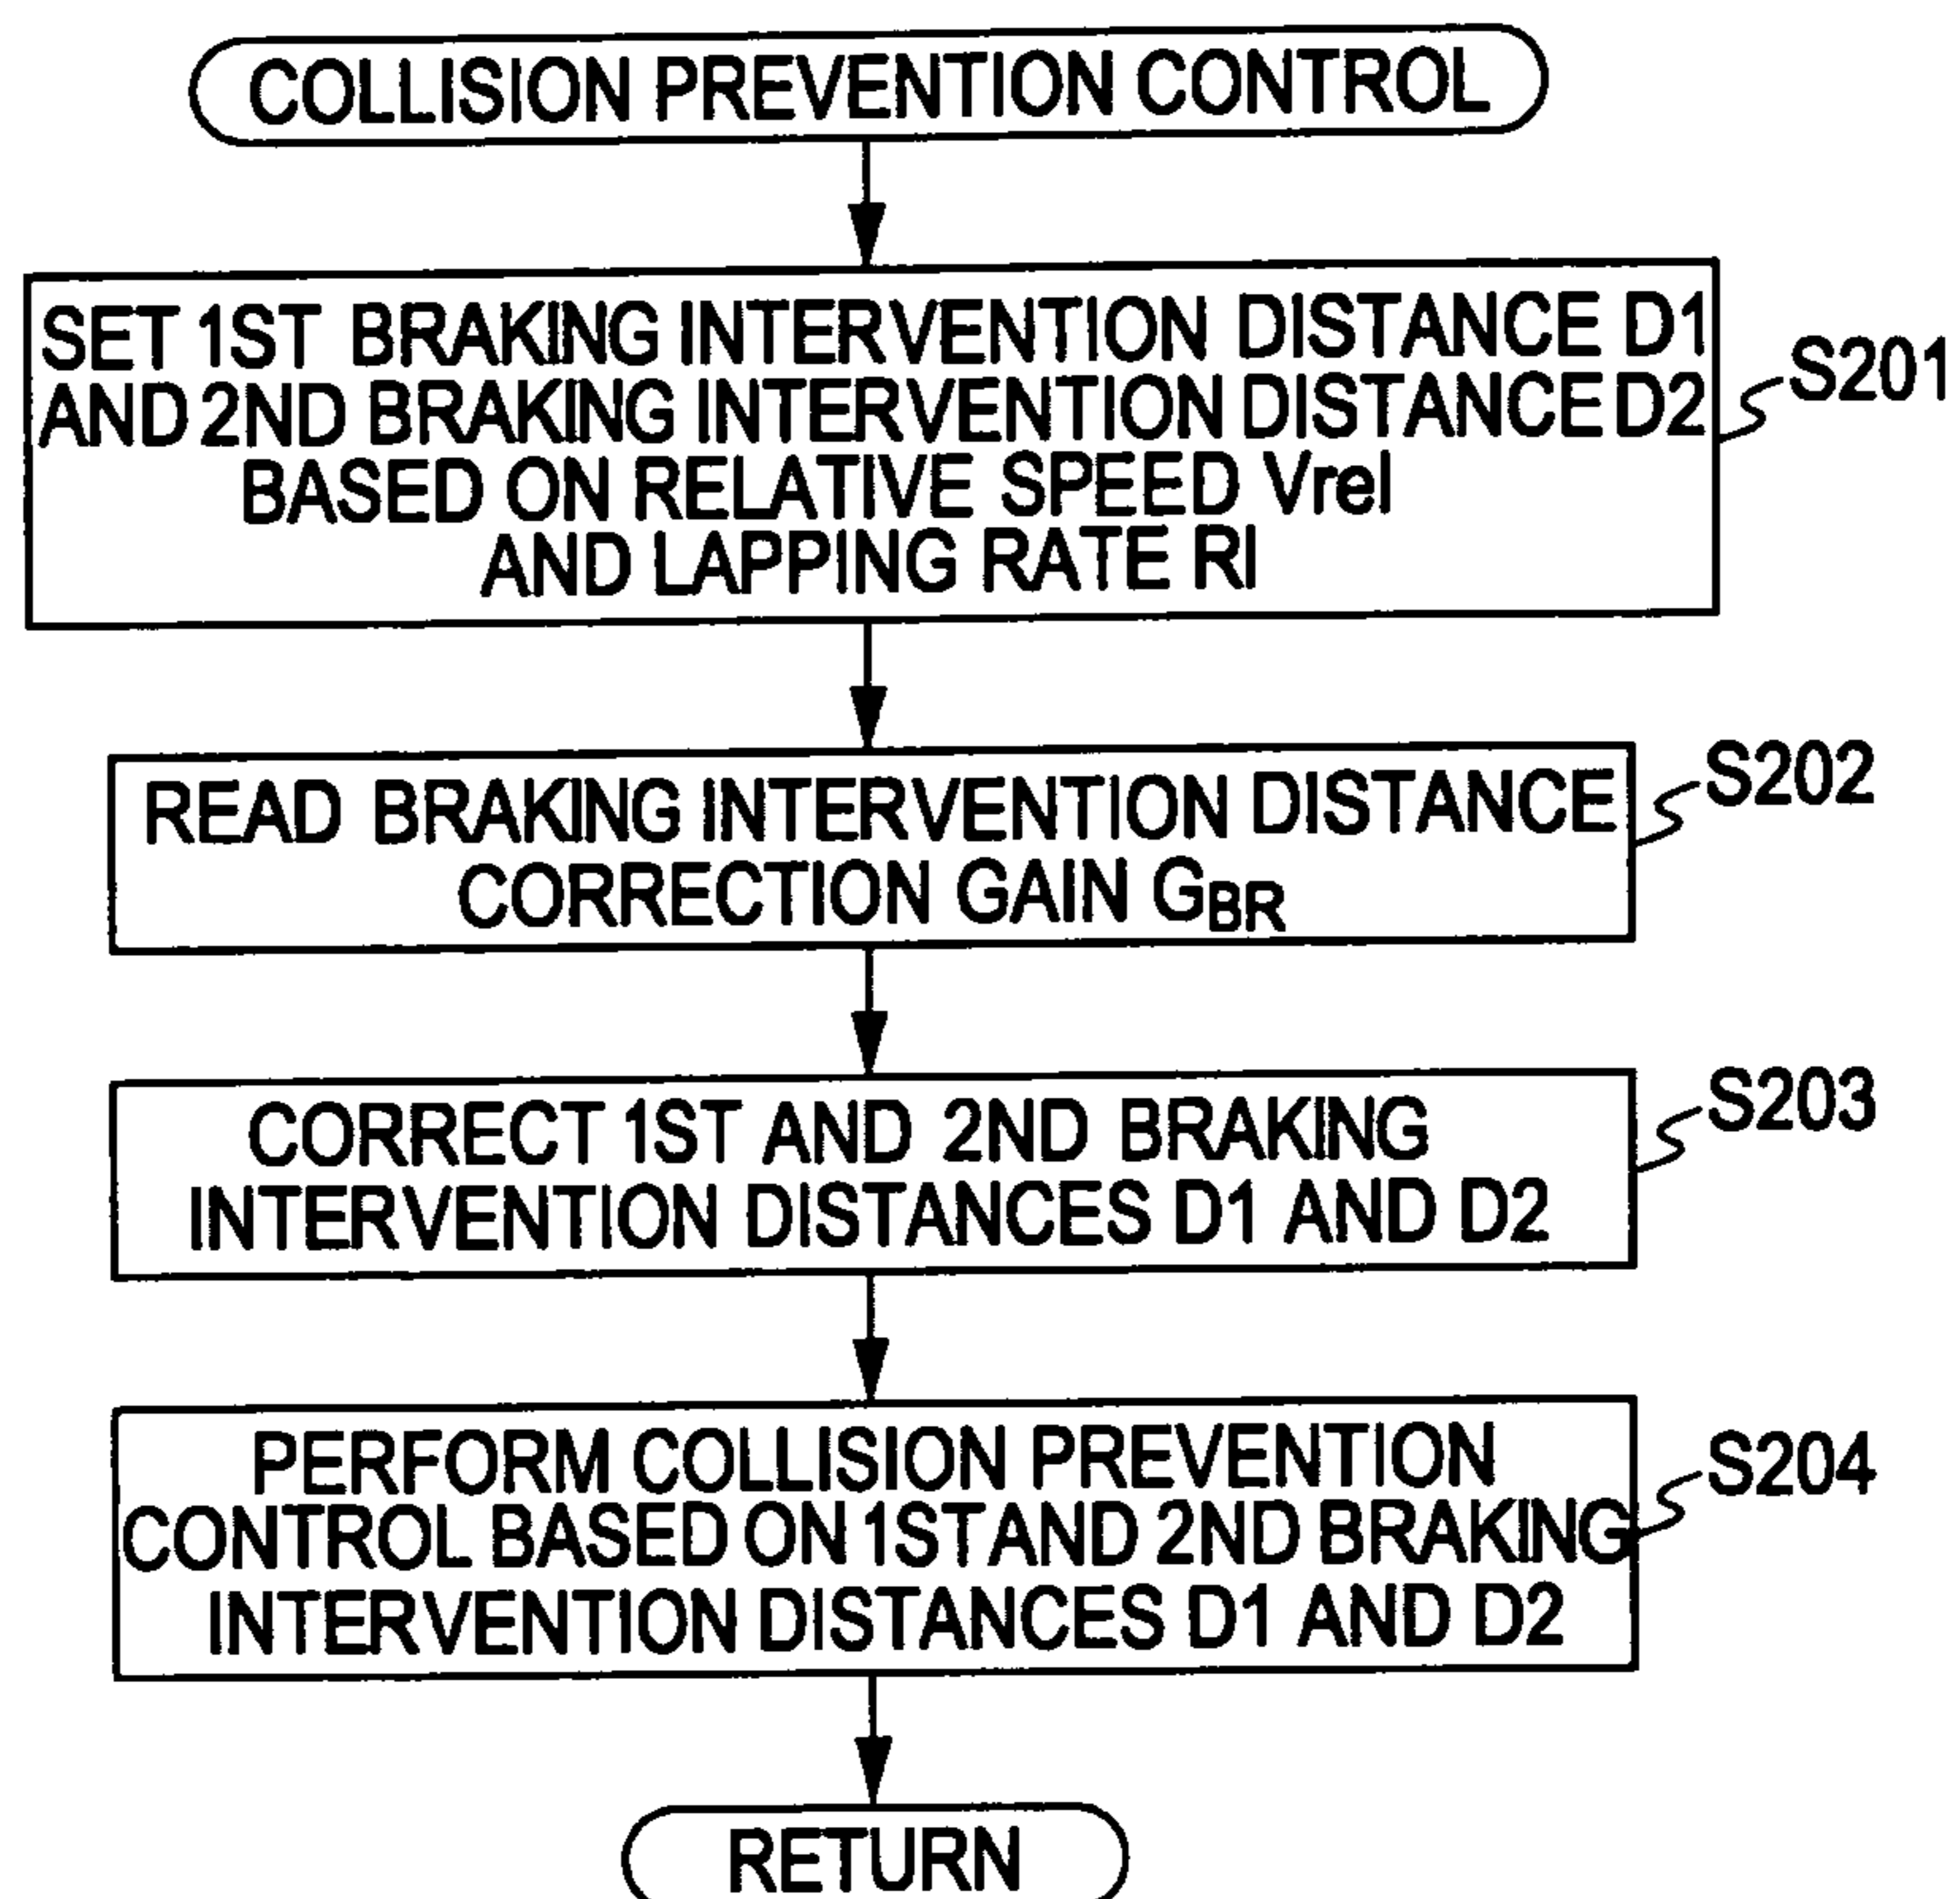 COLLISION PREVENTION CONTROL
SET 1ST BRAKING INTERVENTION DISTANCE D1
AND 2ND BRAKING INTERVENTION DISTANCE D2
BASED ON RELATIVE SPEED Vrel
AND LAPPING RATE Rl
S201
READ BRAKING INTERVENTION DISTANCE
CORRECTION GAIN GBR
S202
CORRECT 1ST AND 2ND BRAKING
INTERVENTION DISTANCES D1 AND D2
S203
PERFORM COLLISION PREVENTION
CONTROL BASED ON 1ST AND 2ND BRAKING
INTERVENTION DISTANCES D1 AND D2
S204
RETURN